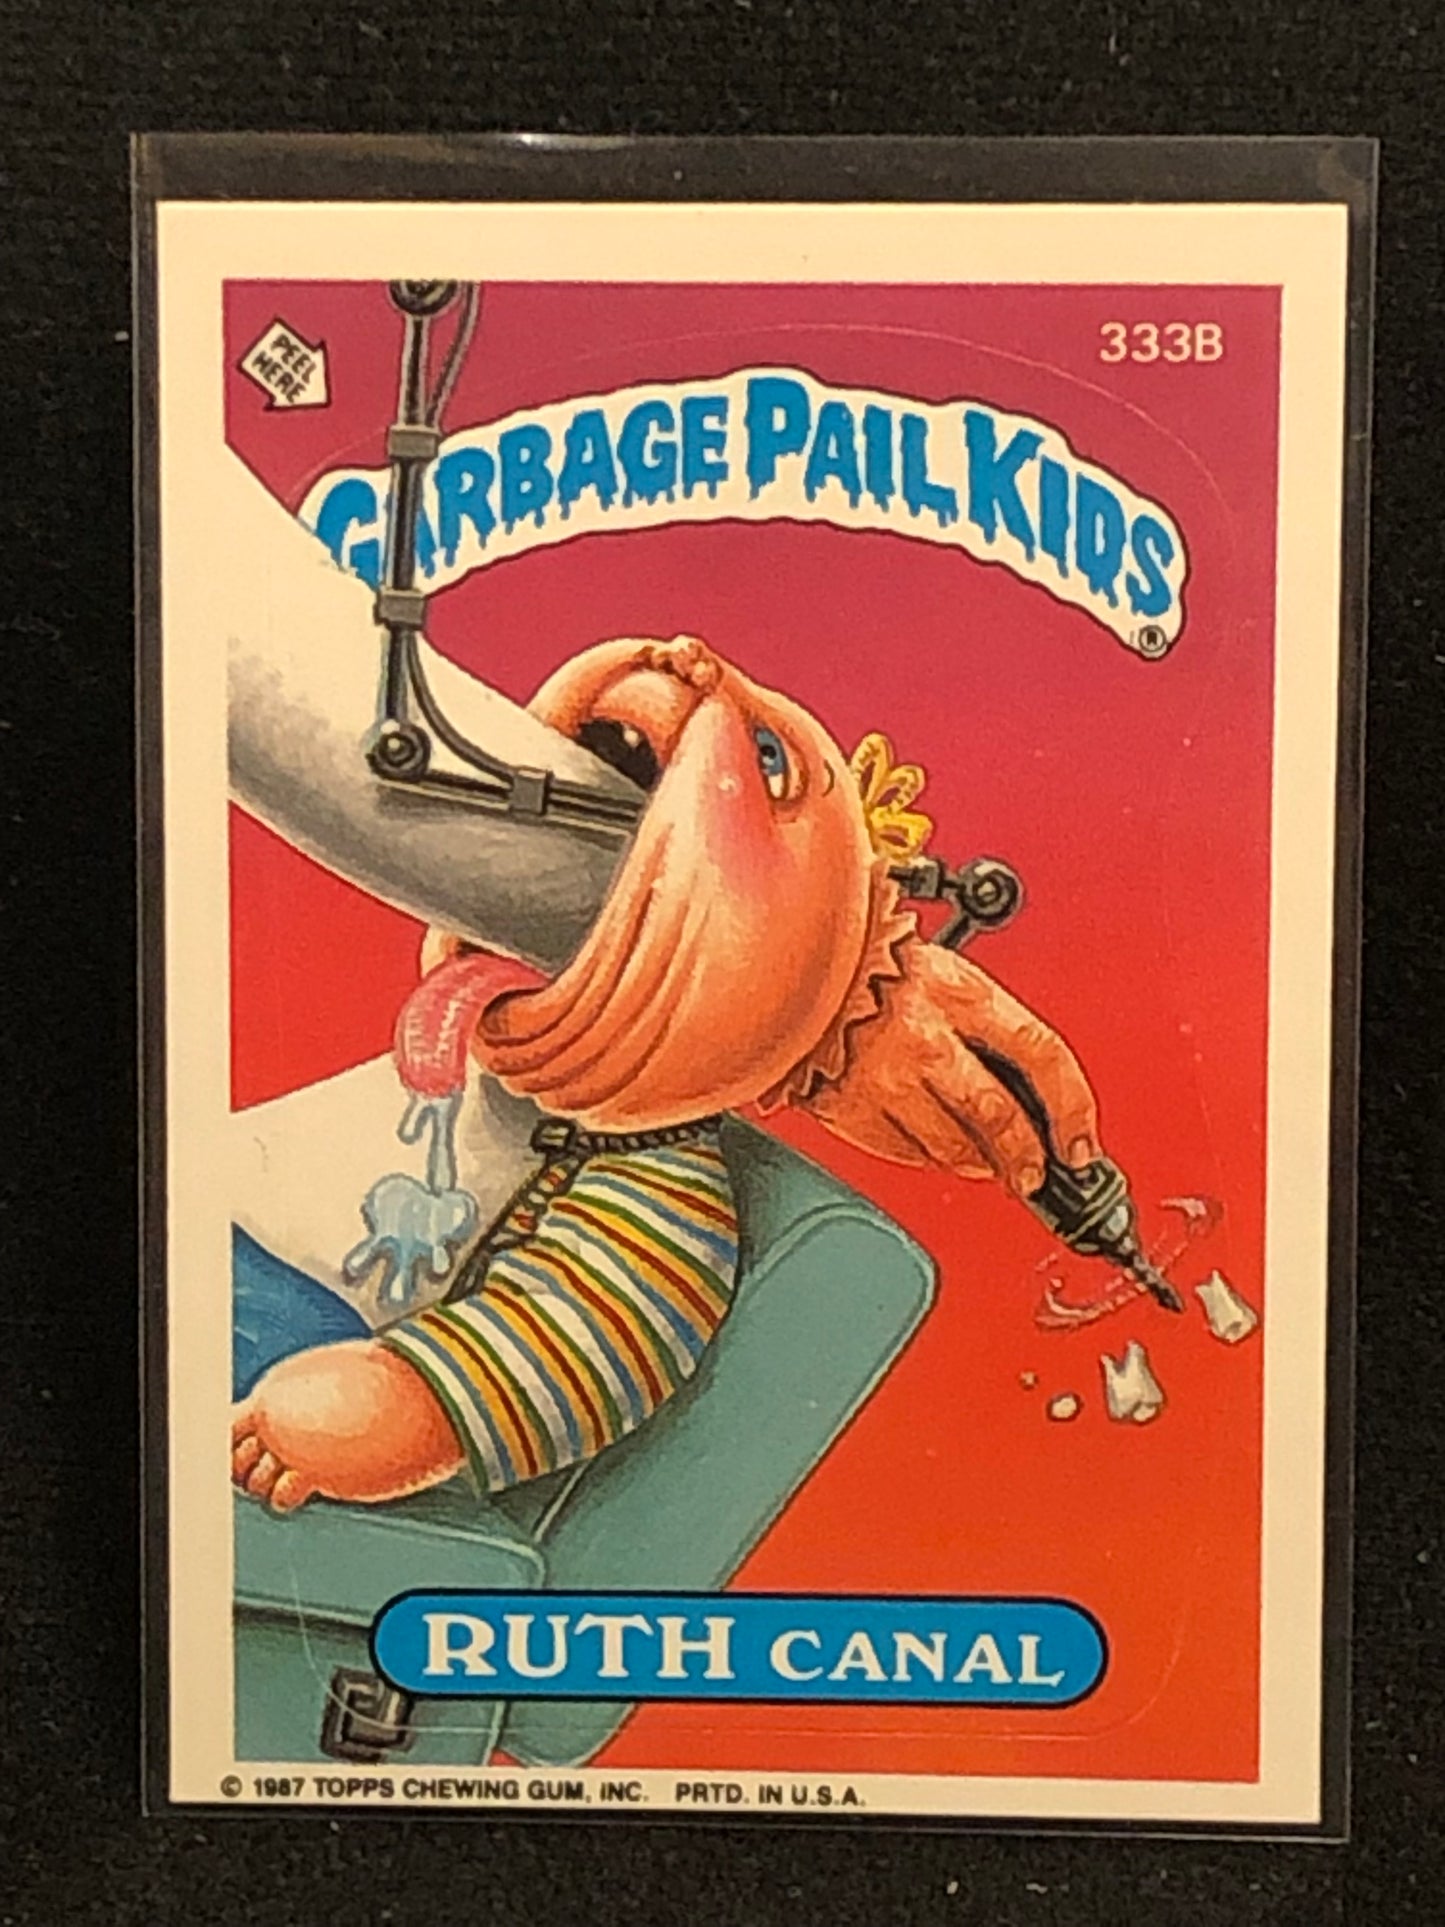 333B
PEEL
HERE
GARBAGE PAIL KIDS
®
RUTH CANAL
© 1987 TOPPS CHEWING GUM, INC. PRTD. IN U.S.A.